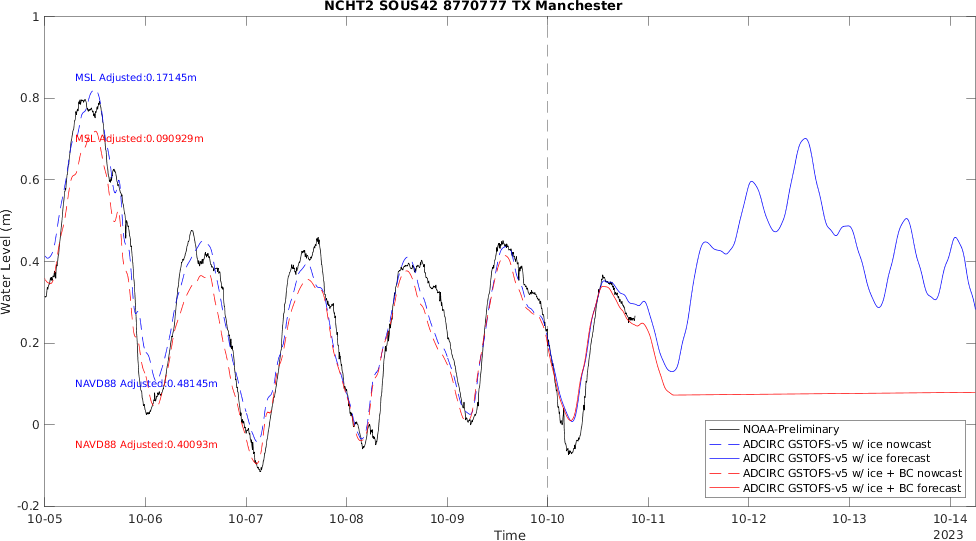 NCHT2 SOUS42 8770777 TX Manchester
1
0.8
0.6
0.4
0.2
0
-0.2
Water Level (m)
MSL Adjusted:0.17145m
MSL Adjusted:0.090929m
NAVD88 Adjusted:0.48145m
NAVD88 Adjusted:0.40093m
NOAA-Preliminary
ADCIRC GSTOFS-v5 w/ ice nowcast
ADCIRC GSTOFS-v5 w/ ice forecast
ADCIRC GSTOFS-v5 w/ ice + BC nowcast
ADCIRC GSTOFS-v5 w/ ice + BC forecast
10-05 10-06 10-07 10-08 10-09 10-10 10-11 10-12 10-13 10-14
Time
2023